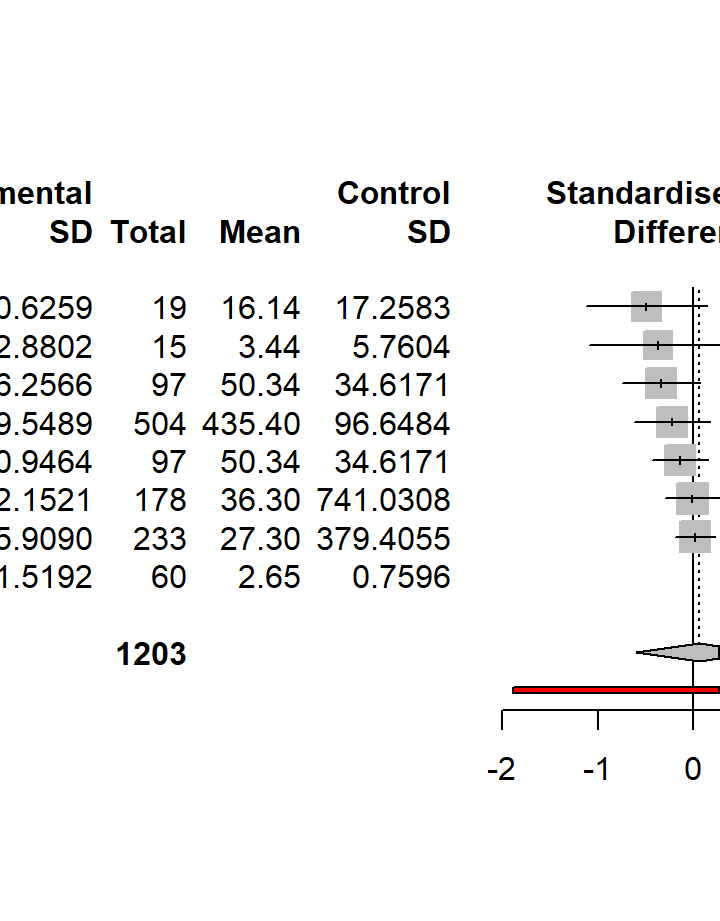 mental Control Standardise
SD Total Mean SD Differe
0.6259 19 16.14 17.2583
2.8802 15 3.44 5.7604
6.2566 97 50.34 34.6171
9.5489 504 435.40 96.6484
0.9464 97 50.34 34.6171
2.1521 178 36.30 741.0308
5.9090 233 27.30 379.4055
1.5192 60 2.65 0.7596
1203
-2 -1 0